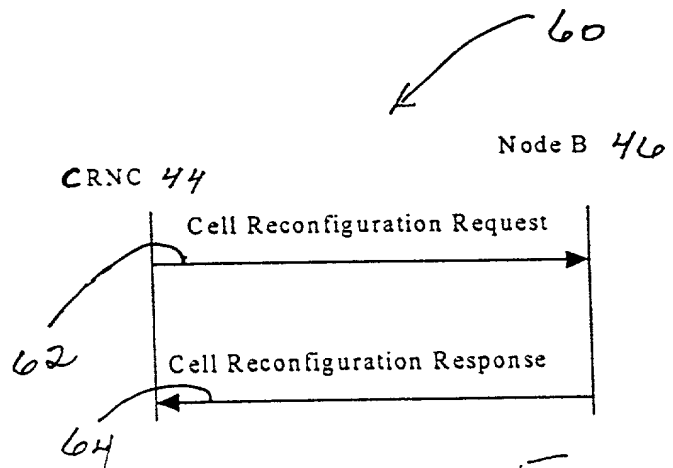 60
Node B 46
CRNC 44
Cell Reconfiguration Request
62
Cell Reconfiguration Response
64